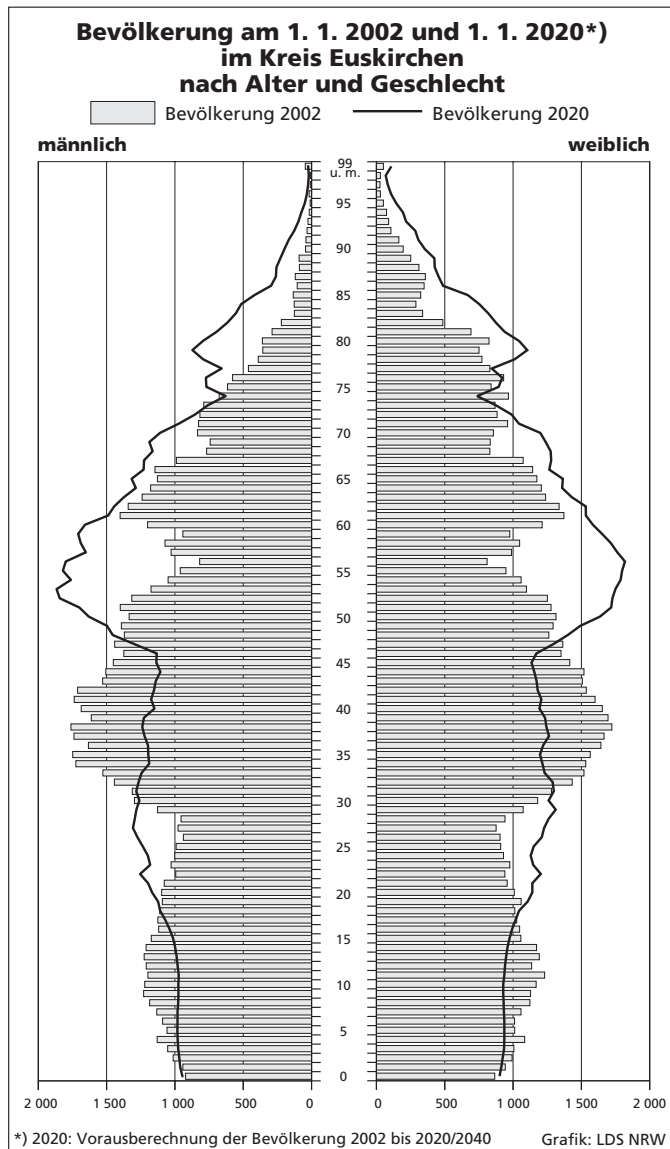 Bevölkerung am 1. 1. 2002 und 1. 1. 2020*)
im Kreis Euskirchen
nach Alter und Geschlecht
Bevölkerung 2002 Bevölkerung 2020
männlich weiblich
99
u. m.
95
90
85
80
75
70
65
60
55
50
45
40
35
30
25
20
15
10
5
0
2 000 1 500 1 000 500 0 0 500 1 000 1 500 2 000
*) 2020: Vorausberechnung der Bevölkerung 2002 bis 2020/2040 Grafik: LDS NRW